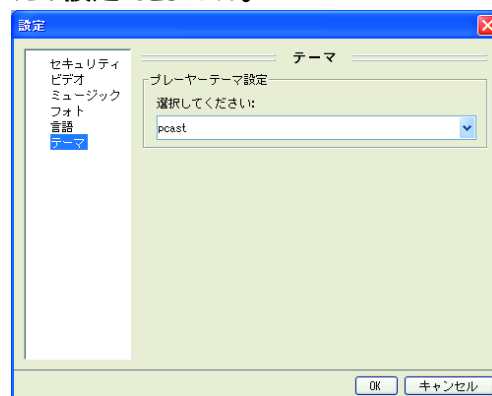 設定
セキュリティ
ビデオ
ミュージック
フォト
言語
テーマ
テーマ
プレーヤーテーマ設定
選択してください:
pcast
OK
キャンセル